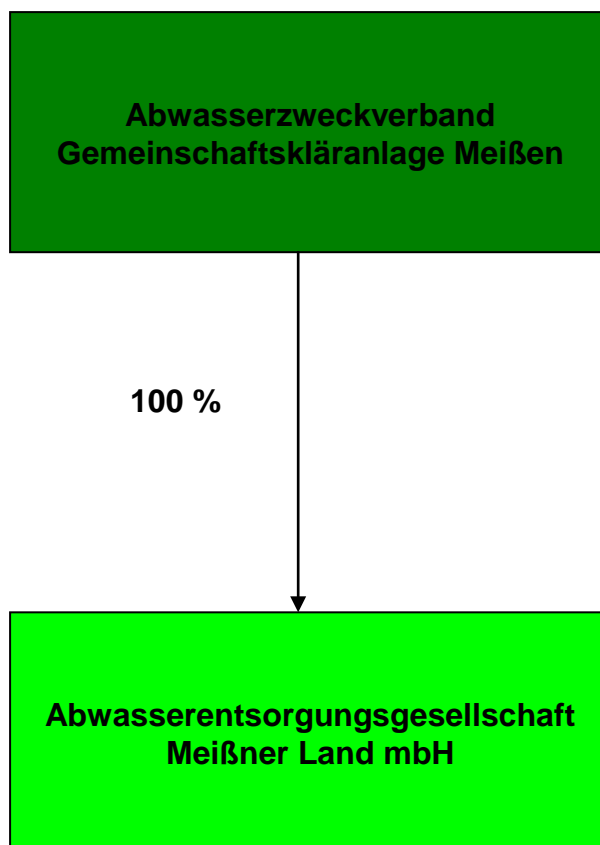 Abwasserzweckverband
Gemeinschaftskläranlage Meißen
100 %
Abwasserentsorgungsgesellschaft
Meißner Land mbH